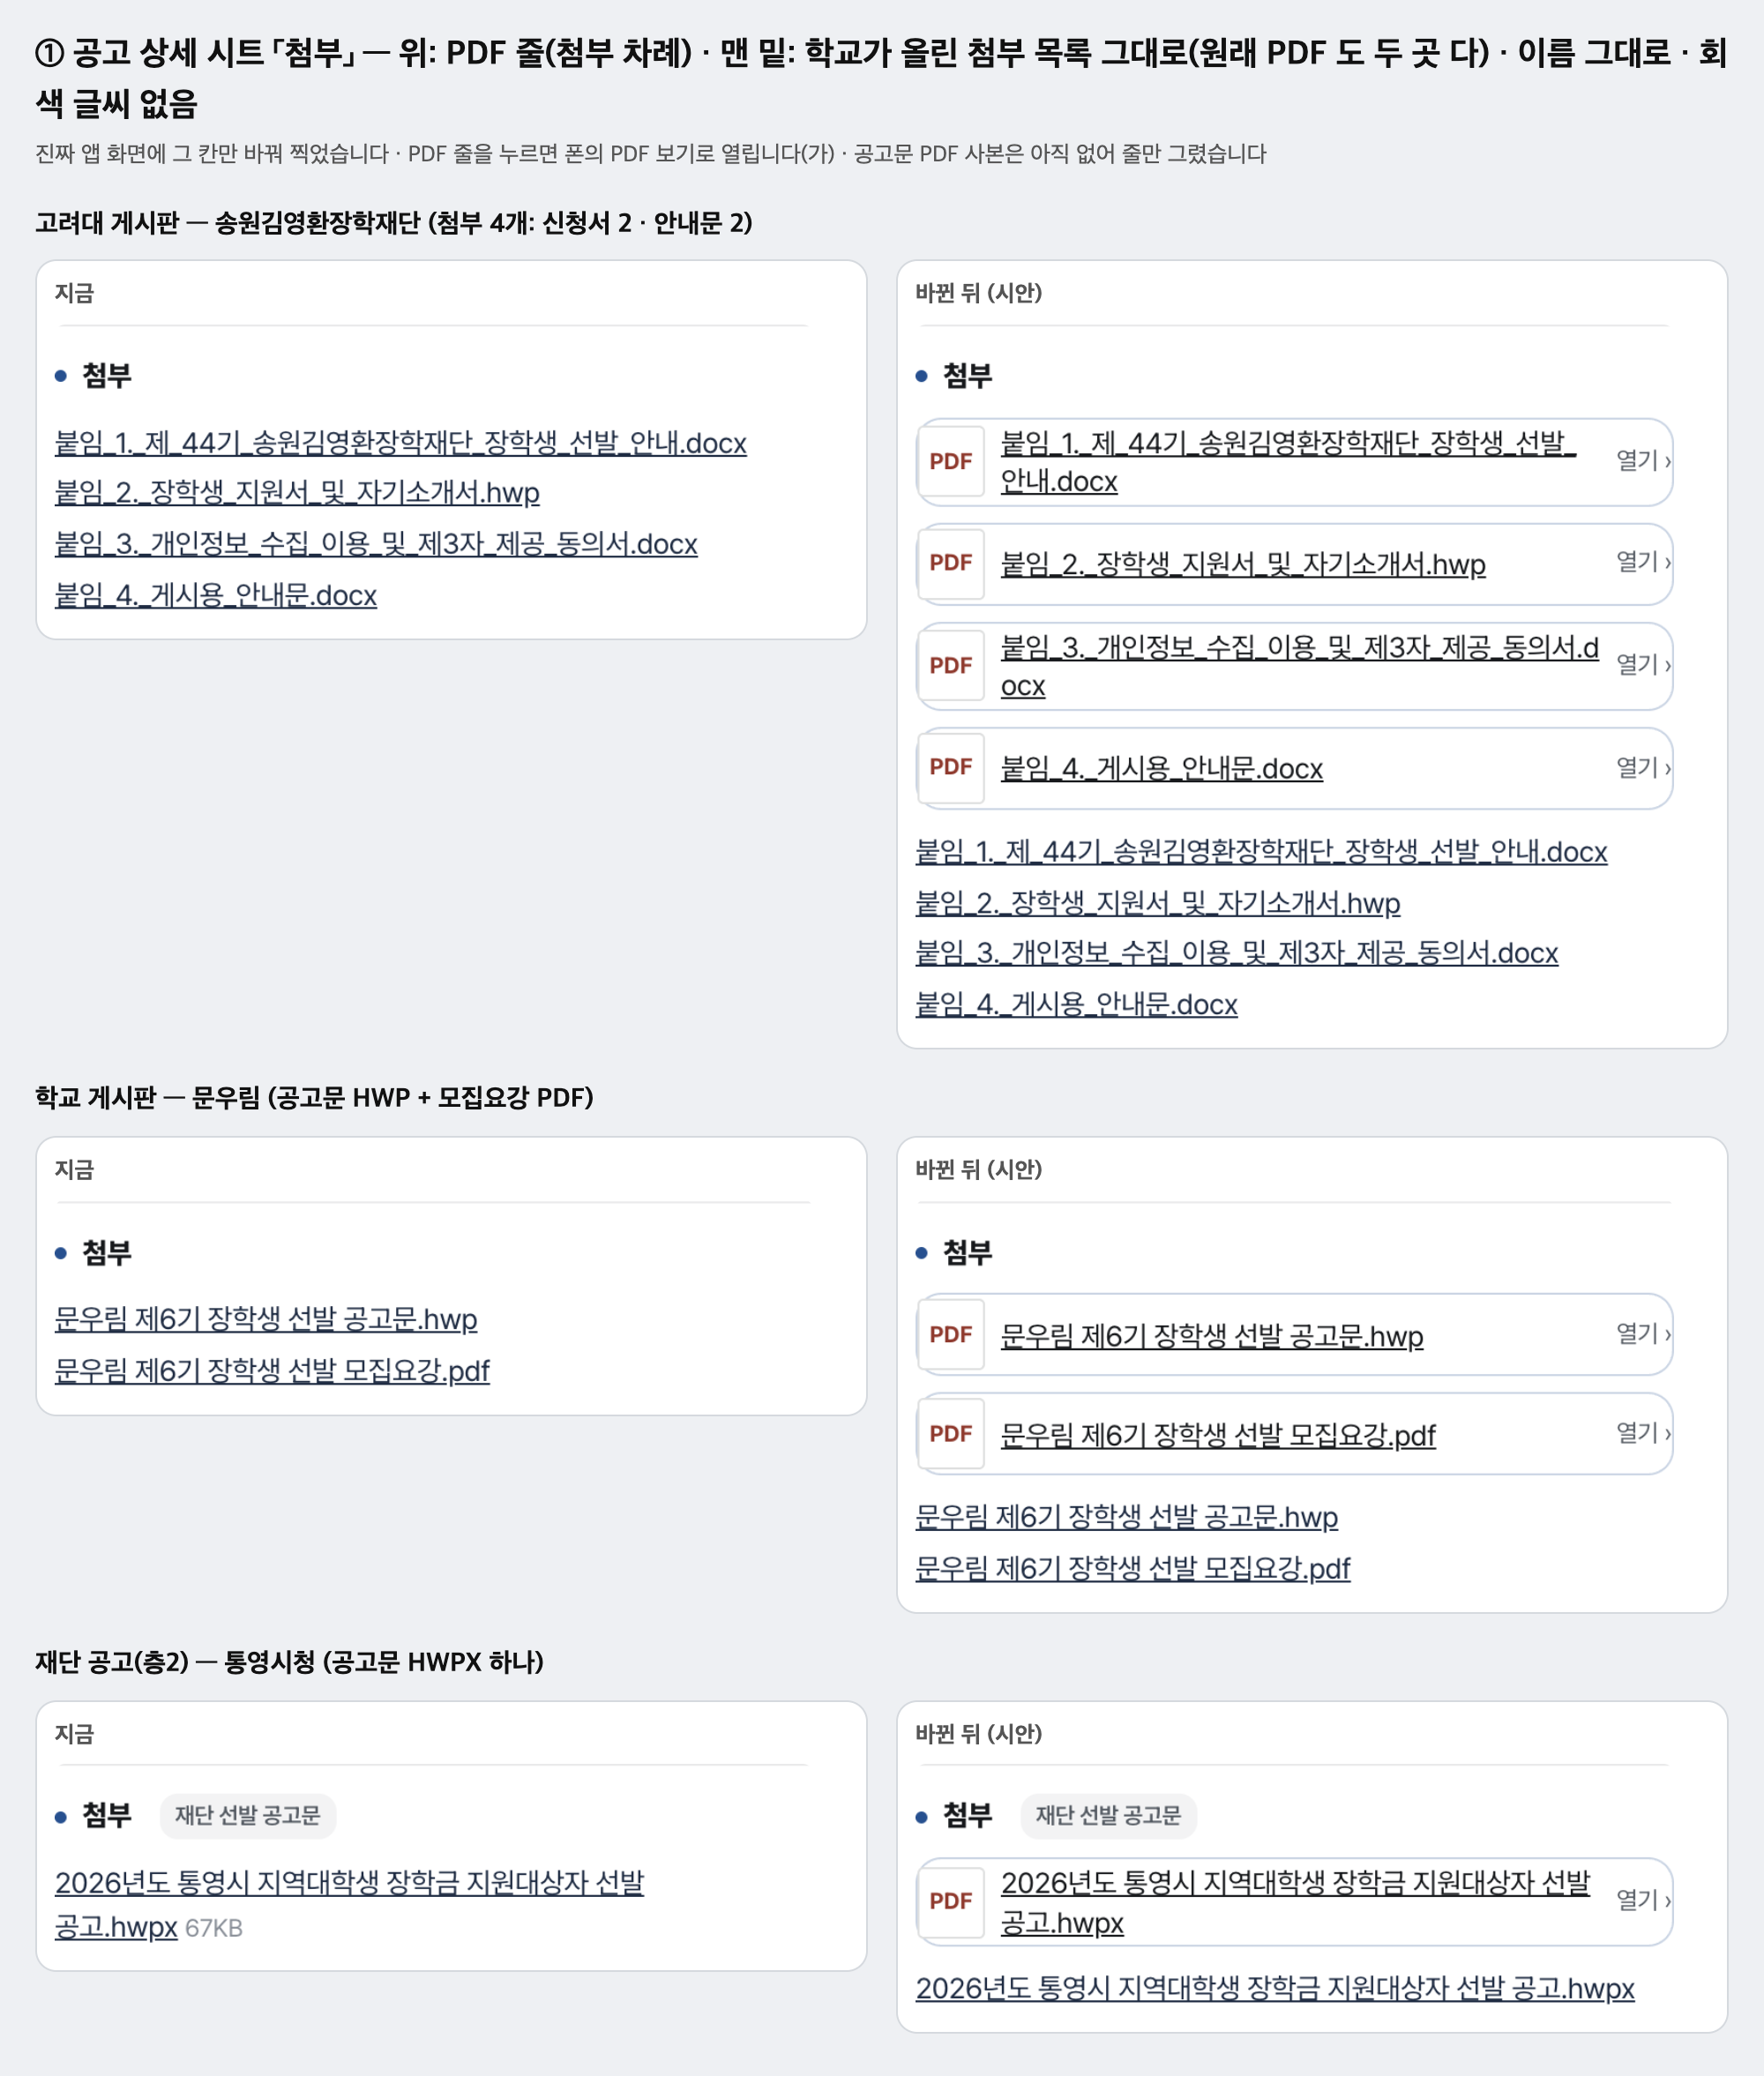 ① 공고 상세 시트 ｢첨부｣ — 위: PDF 줄(첨부 차례) · 맨 밑: 학교가 올린 첨부 목록 그대로(원래 PDF 도 두 곳 다) · 이름 그대로 · 회
색 글씨 없음
진짜 앱 화면에 그 칸만 바꿔 찍었습니다 · PDF 줄을 누르면 폰의 PDF 보기로 열립니다(가) · 공고문 PDF 사본은 아직 없어 줄만 그렸습니다
고려대 게시판 — 송원김영환장학재단 (첨부 4개: 신청서 2 · 안내문 2)
지금
첨부
붙임_1._제_44기_송원김영환장학재단_장학생_선발_안내.docx
붙임_2._장학생_지원서_및_자기소개서.hwp
붙임_3._개인정보_수집_이용_및_제3자_제공_동의서.docx
붙임_4._게시용_안내문.docx
바뀐 뒤 (시안)
첨부
PDF 붙임_1._제_44기_송원김영환장학재단_장학생_선발_ 열기 ›
안내.docx
PDF 붙임_2._장학생_지원서_및_자기소개서.hwp 열기 ›
PDF 붙임_3._개인정보_수집_이용_및_제3자_제공_동의서.d 열기 ›
ocx
PDF 붙임_4._게시용_안내문.docx 열기 ›
붙임_1._제_44기_송원김영환장학재단_장학생_선발_안내.docx
붙임_2._장학생_지원서_및_자기소개서.hwp
붙임_3._개인정보_수집_이용_및_제3자_제공_동의서.docx
붙임_4._게시용_안내문.docx
학교 게시판 — 문우림 (공고문 HWP + 모집요강 PDF)
지금
첨부
문우림 제6기 장학생 선발 공고문.hwp
문우림 제6기 장학생 선발 모집요강.pdf
바뀐 뒤 (시안)
첨부
PDF 문우림 제6기 장학생 선발 공고문.hwp 열기 ›
PDF 문우림 제6기 장학생 선발 모집요강.pdf 열기 ›
문우림 제6기 장학생 선발 공고문.hwp
문우림 제6기 장학생 선발 모집요강.pdf
재단 공고(층2) — 통영시청 (공고문 HWPX 하나)
지금
첨부 재단 선발 공고문
2026년도 통영시 지역대학생 장학금 지원대상자 선발
공고.hwpx 67KB
바뀐 뒤 (시안)
첨부 재단 선발 공고문
PDF 2026년도 통영시 지역대학생 장학금 지원대상자 선발 열기 ›
공고.hwpx
2026년도 통영시 지역대학생 장학금 지원대상자 선발 공고.hwpx